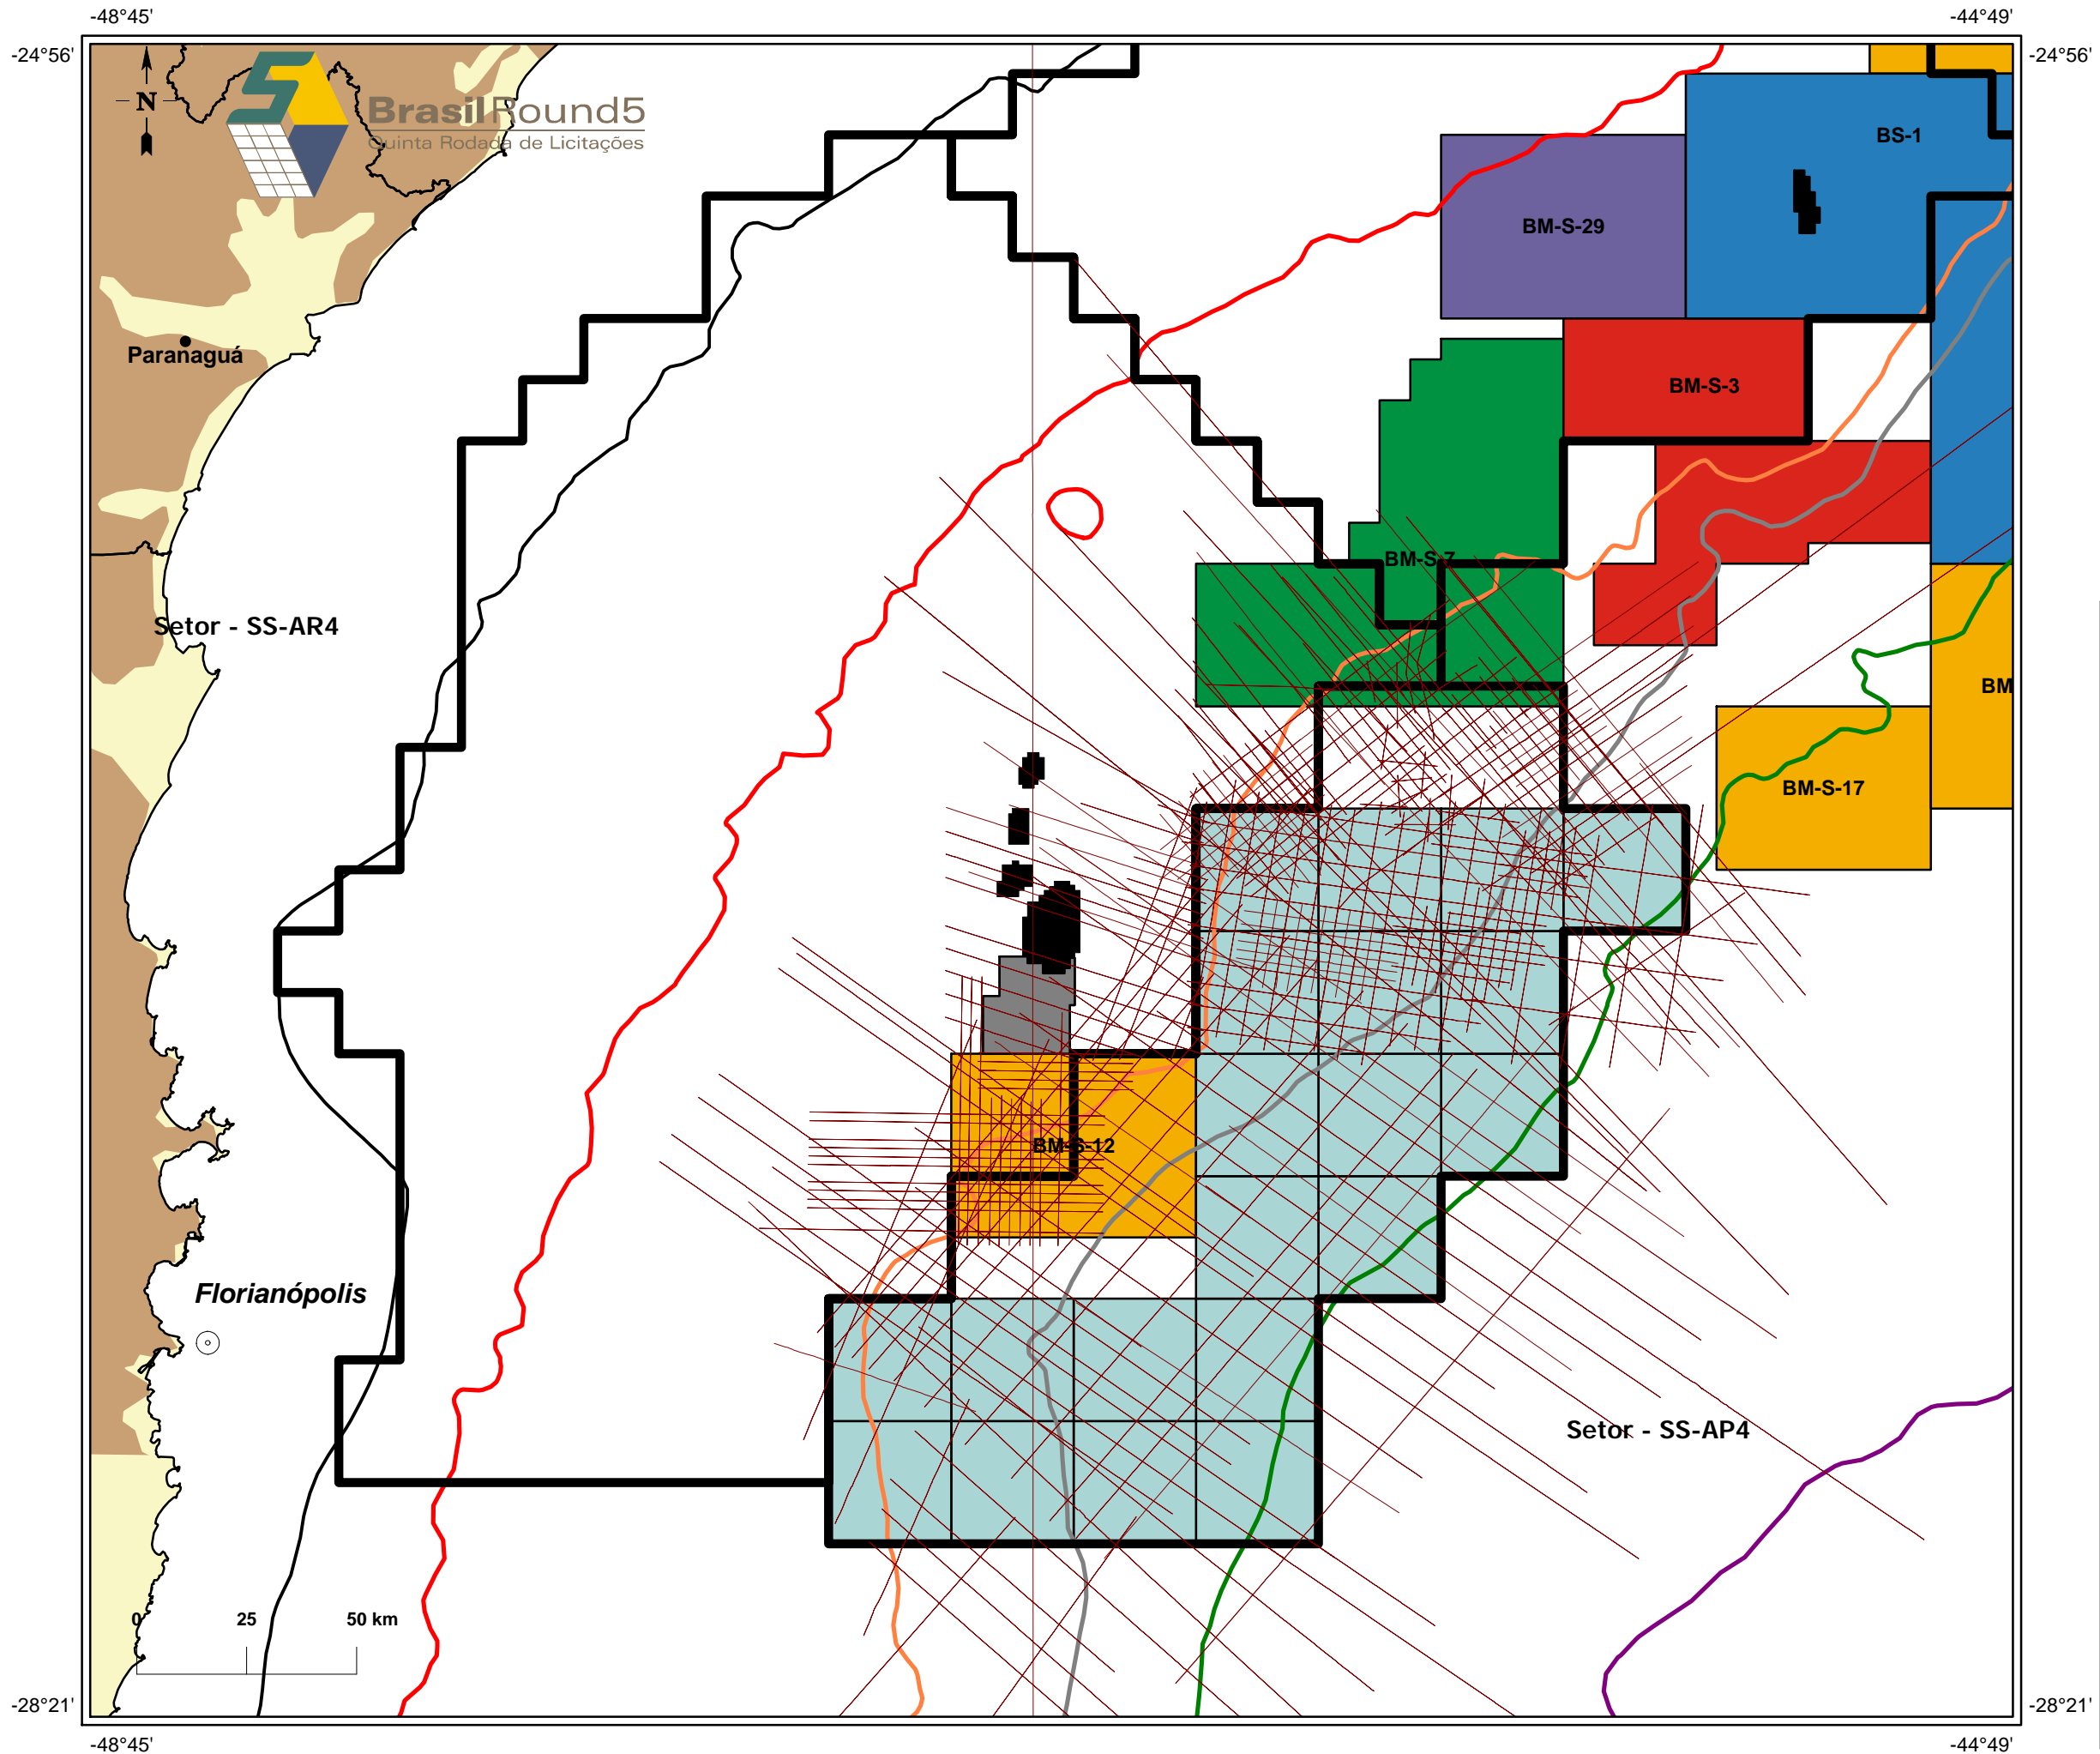 -48°45'
-44°49'
-24°56'
-24°56'
N
BrasilRound5
Quinta Rodada de Licitações
BS-1
BM-S-29
Paranaguá
BM-S-3
BM-S-7
Setor - SS-AR4
BM
BM-S-17
BM-S-12
Florianópolis
Setor - SS-AP4
0
25
50 km
-28°21'
-28°21'
-48°45'
-44°49'